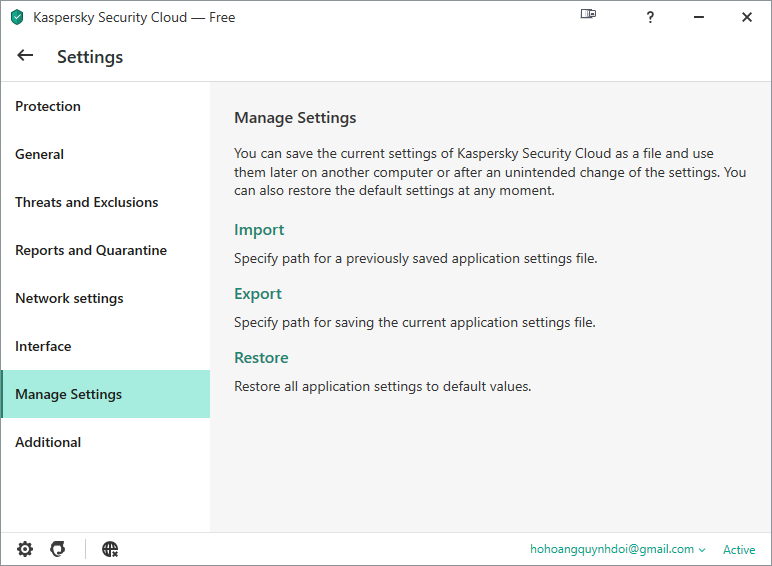 Kaspersky Security Cloud — Free
?
Settings
Protection
General
Threats and Exclusions
Reports and Quarantine
Network settings
Interface
Manage Settings
Additional
Manage Settings
You can save the current settings of Kaspersky Security Cloud as a file and use
them later on another computer or after an unintended change of the settings. You
can also restore the default settings at any moment.
Import
Specify path for a previously saved application settings file.
Export
Specify path for saving the current application settings file.
Restore
Restore all application settings to default values.
hohoangquynhdoi@gmail.com
Active